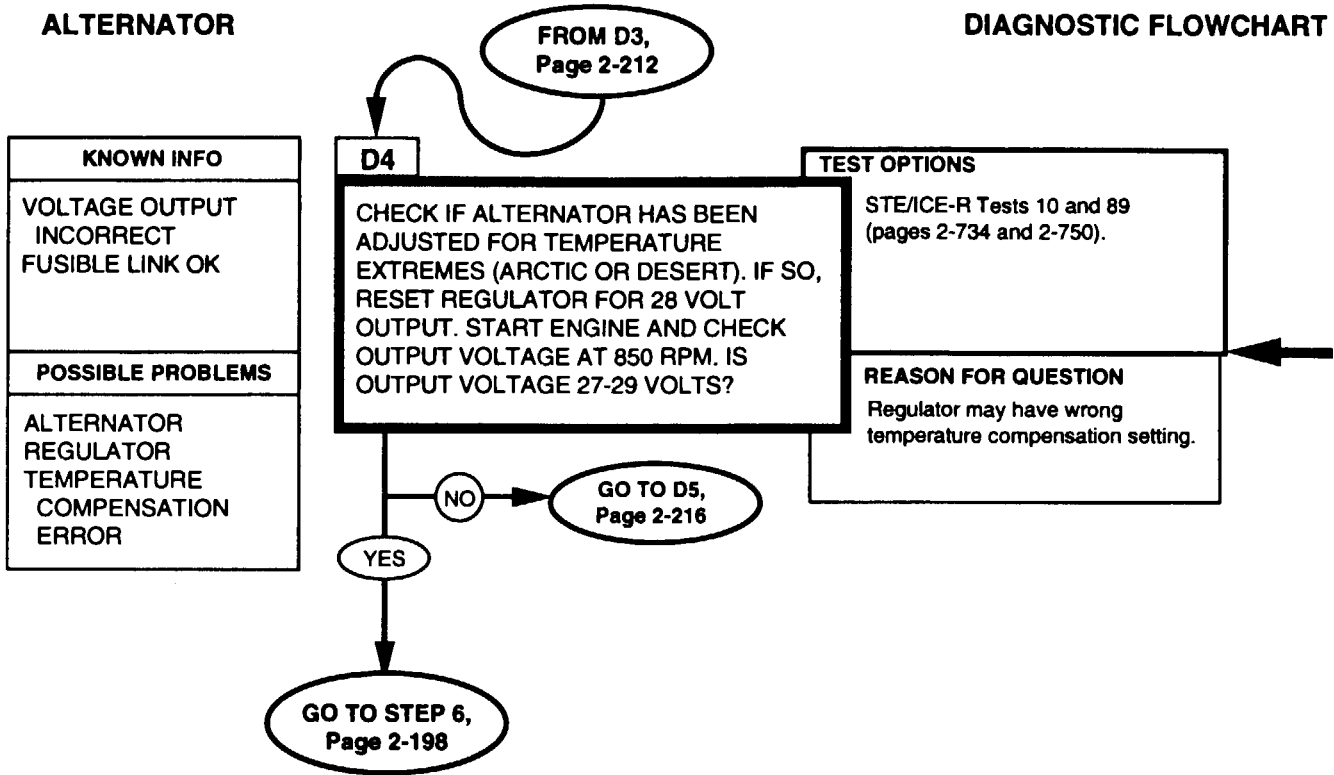 ALTERNATOR
DIAGNOSTIC FLOWCHART
FROM D3,
Page 2-212
KNOWN INFO
VOLTAGE OUTPUT
INCORRECT
FUSIBLE LINK OK
POSSIBLE PROBLEMS
ALTERNATOR
REGULATOR
TEMPERATURE
COMPENSATION
ERROR
D4
CHECK IF ALTERNATOR HAS BEEN
ADJUSTED FOR TEMPERATURE
EXTREMES (ARCTIC OR DESERT). IF SO,
RESET REGULATOR FOR 28 VOLT
OUTPUT. START ENGINE AND CHECK
OUTPUT VOLTAGE AT 850 RPM. IS
OUTPUT VOLTAGE 27-29 VOLTS?
TEST OPTIONS
STE/ICE-R Tests 10 and 89
(pages 2-734 and 2-750).
REASON FOR QUESTION
Regulator may have wrong
temperature compensation setting.
NO
GO TO D5,
Page 2-216
YES
GO TO STEP 6,
Page 2-198